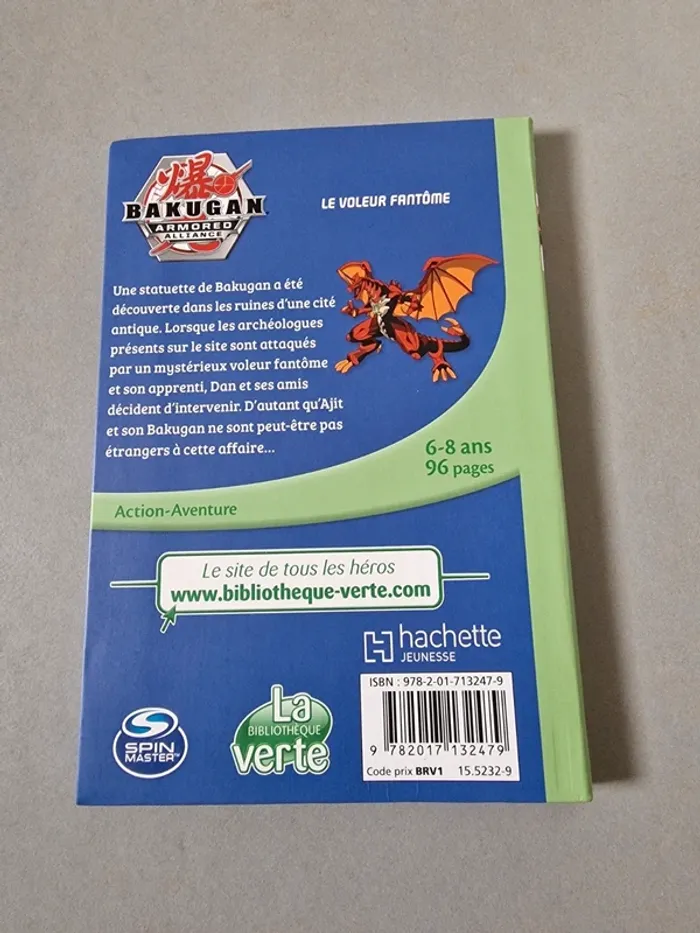 爆
BAKUGAN
ARMORED
ALLIANCE
LE VOLEUR FANTÔME
Une statuette de Bakugan a été
découverte dans les ruines d'une cité
antique. Lorsque les archéologues
présents sur le site sont attaqués
par un mystérieux voleur fantôme
et son apprenti, Dan et ses amis
décident d'intervenir. D'autant qu'Ajit
et son Bakugan ne sont peut-être pas
étrangers à cette affaire...
6-8 ans
96 pages
Action-Aventure
Le site de tous les héros
www.bibliotheque-verte.com
hachette
JEUNESSE
ISBN : 978-2-01-713247-9
9 782017 132479
Code prix BRV1 15.5232-9
SPIN
MASTER™
La
BIBLIOTHÈQUE
verte